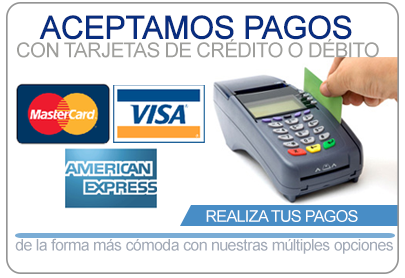 ACEPTAMOS PAGOS
CON TARJETAS DE CRÉDITO O DÉBITO
MasterCard
VISA
AMERICAN
EXPRESS
REALIZA TUS PAGOS
de la forma más cómoda con nuestras múltiples opciones